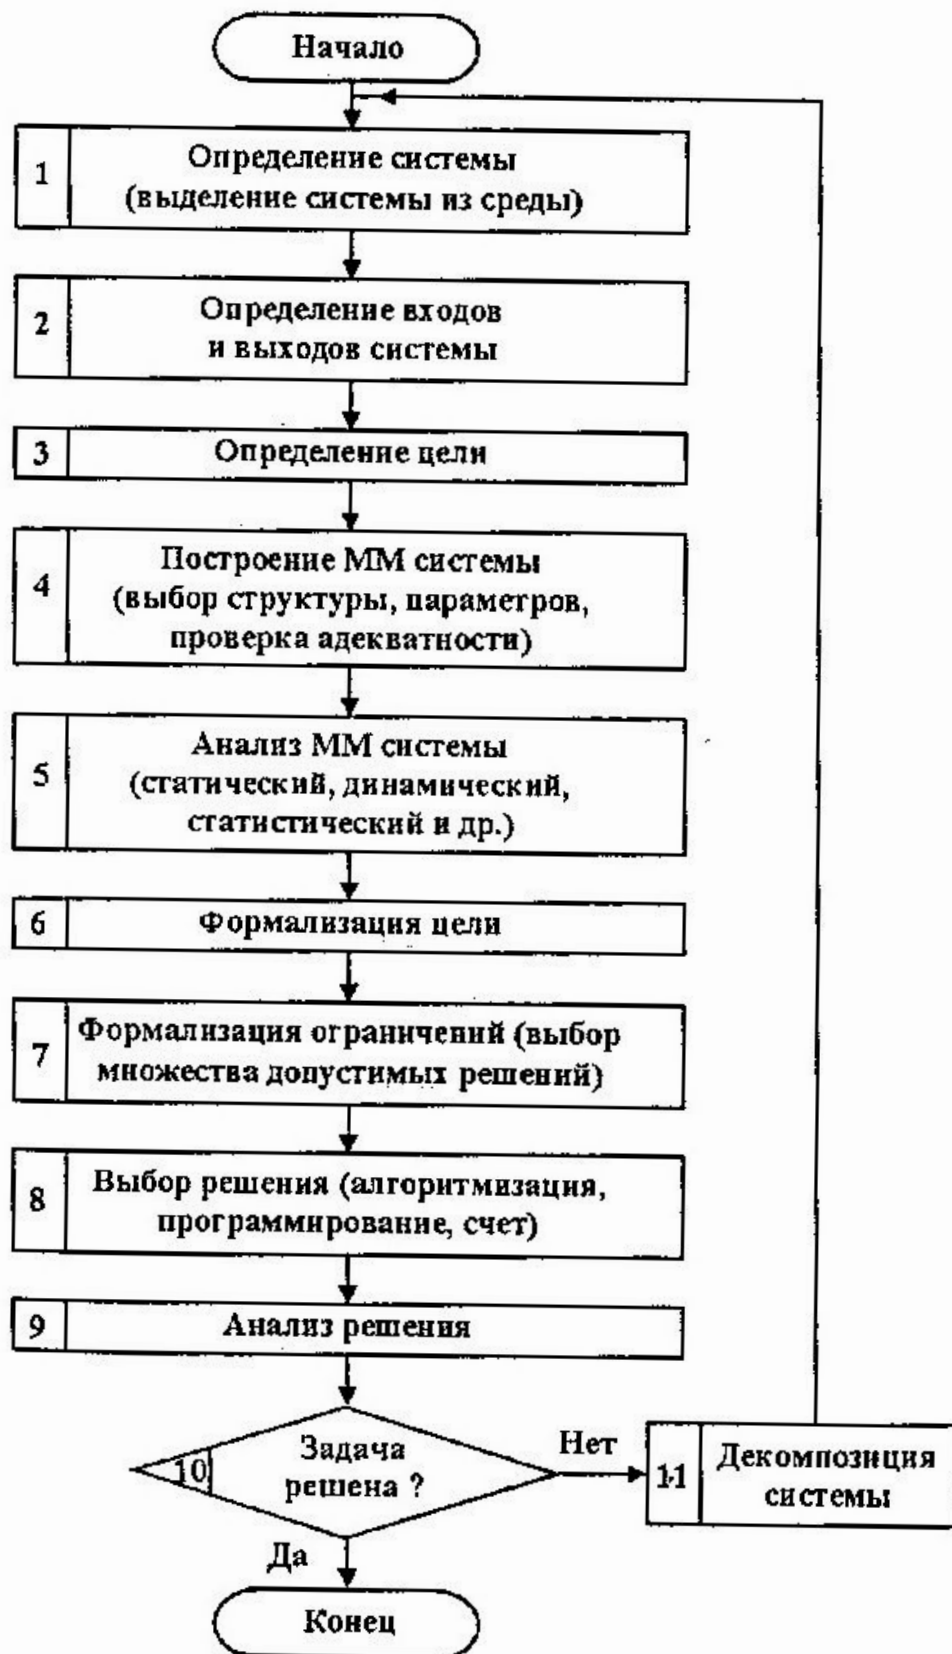 Начало
1
Определение системы
(выделение системы из среды)
2
Определение входов
и выходов системы
3
Определение цели
4
Построение ММ системы
(выбор структуры, параметров,
проверка адекватности)
5
Анализ ММ системы
(статический, динамический,
статистический и др.)
6
Формализация цели
7
Формализация ограничений (выбор
множества допустимых решений)
8
Выбор решения (алгоритмизация,
программирование, счет)
9
Анализ решения
10
Задача
решена ?
Нет
11
Декомпозиция
системы
Да
Конец